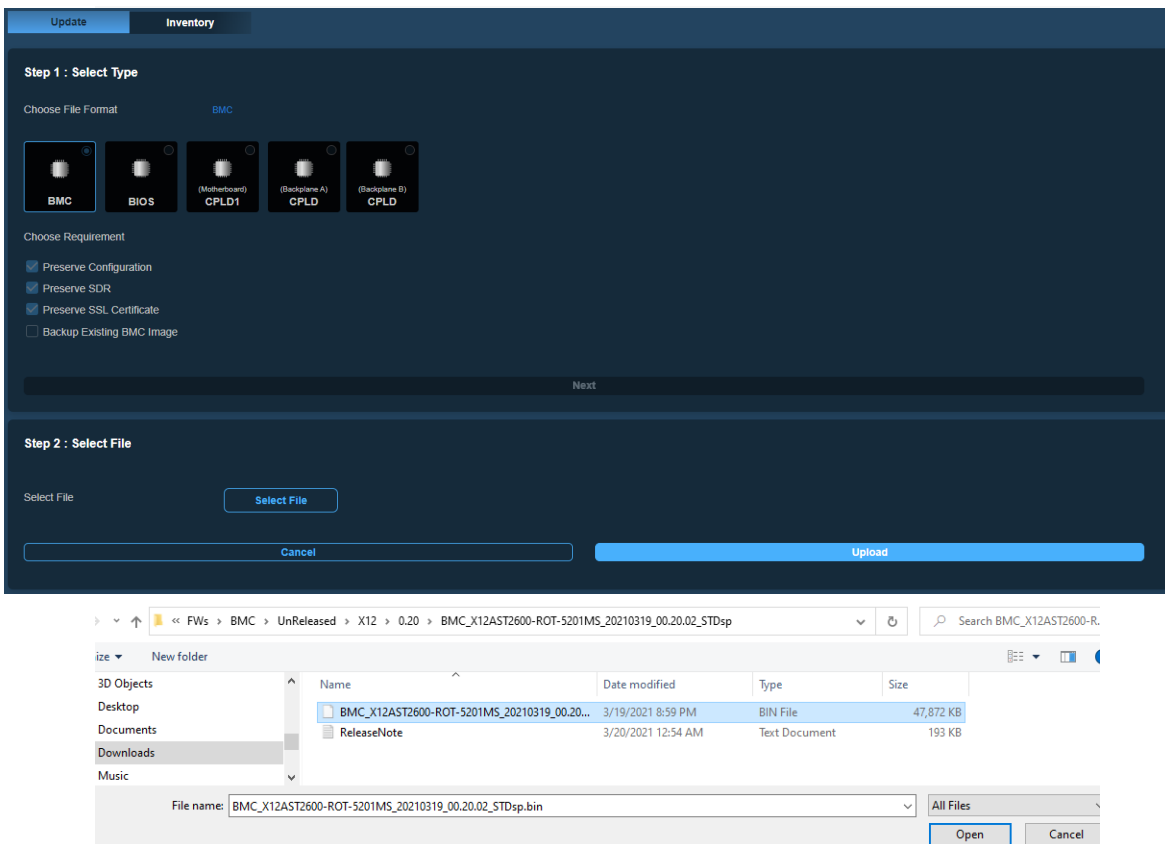 Update Inventory
Step 1 : Select Type
Choose File Format BMC
BMC
BIOS
(Motherboard)
CPLD1
(Backplane A)
CPLD
(Backplane B)
CPLD
Choose Requirement
Preserve Configuration
Preserve SDR
Preserve SSL Certificate
Backup Existing BMC Image
Next
Step 2 : Select File
Select File Select File
Cancel Upload
« FWs > BMC > UnReleased > X12 > 0.20 > BMC_X12AST2600-ROT-5201MS_20210319_00.20.02_STDsp Search BMC_X12AST2600-R.
New folder
3D Objects
Desktop
Documents
Downloads
Music
Name Date modified Type Size
BMC_X12AST2600-ROT-5201MS_20210319_00.20... 3/19/2021 8:59 PM BIN File 47,872 KB
ReleaseNote 3/20/2021 12:54 AM Text Document 193 KB
File name: BMC_X12AST2600-ROT-5201MS_20210319_00.20.02_STDsp.bin All Files
Open Cancel